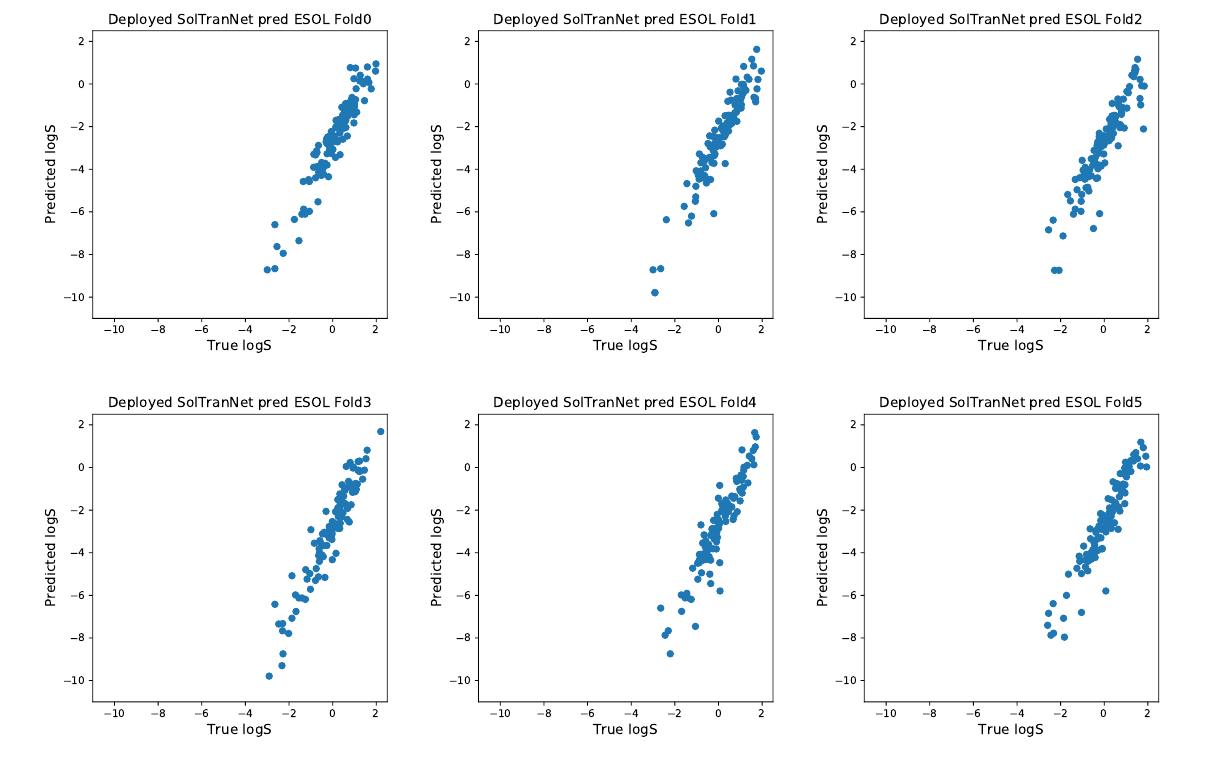 Deployed SolTranNet pred ESOL Fold0
Deployed SolTranNet pred ESOL Fold1
Deployed SolTranNet pred ESOL Fold2
2
0
−2
−4
−6
−8
−10
Predicted logS
−10 −8 −6 −4 −2 0 2
True logS
2
0
−2
−4
−6
−8
−10
Predicted logS
−10 −8 −6 −4 −2 0 2
True logS
2
0
−2
−4
−6
−8
−10
Predicted logS
−10 −8 −6 −4 −2 0 2
True logS
Deployed SolTranNet pred ESOL Fold3
Deployed SolTranNet pred ESOL Fold4
Deployed SolTranNet pred ESOL Fold5
2
0
−2
−4
−6
−8
−10
Predicted logS
−10 −8 −6 −4 −2 0 2
True logS
2
0
−2
−4
−6
−8
−10
Predicted logS
−10 −8 −6 −4 −2 0 2
True logS
2
0
−2
−4
−6
−8
−10
Predicted logS
−10 −8 −6 −4 −2 0 2
True logS